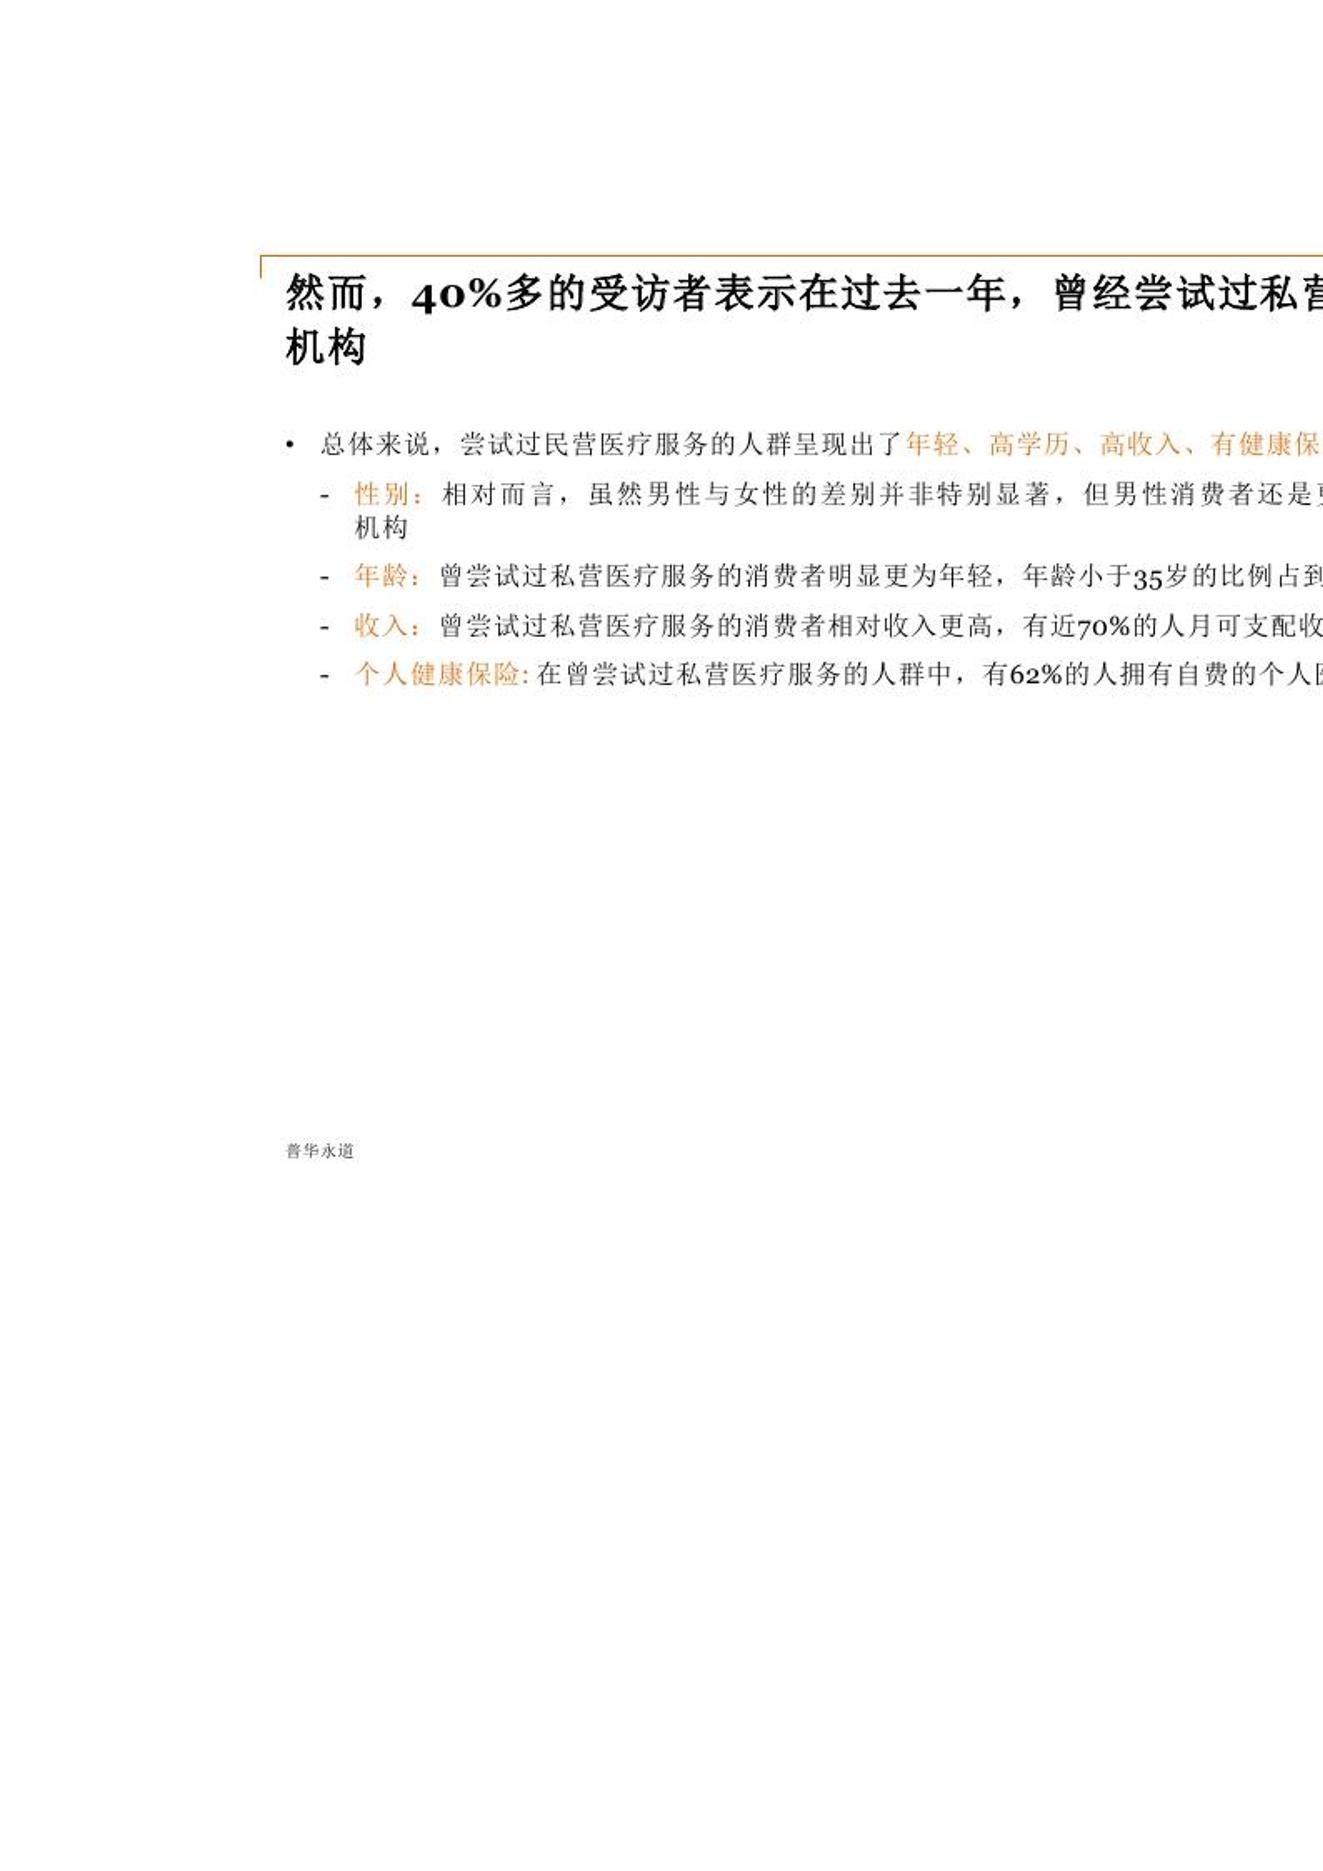 然而，40%多的受访者表示在过去一年，曾经尝试过私营
机构
• 总体来说，尝试过民营医疗服务的人群呈现出了年轻、高学历、高收入、有健康保
- 性别：相对而言，虽然男性与女性的差别并非特别显著，但男性消费者还是更
机构
- 年龄：曾尝试过私营医疗服务的消费者明显更为年轻，年龄小于35岁的比例占到
- 收入：曾尝试过私营医疗服务的消费者相对收入更高，有近70%的人月可支配收
- 个人健康保险: 在曾尝试过私营医疗服务的人群中，有62%的人拥有自费的个人医
普华永道